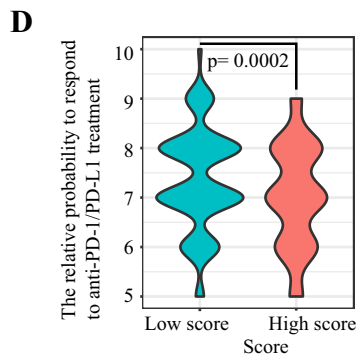 D
The relative probability to respond
to anti-PD-1/PD-L1 treatment
10
9
8
7
6
5
p= 0.0002
Low score
High score
Score